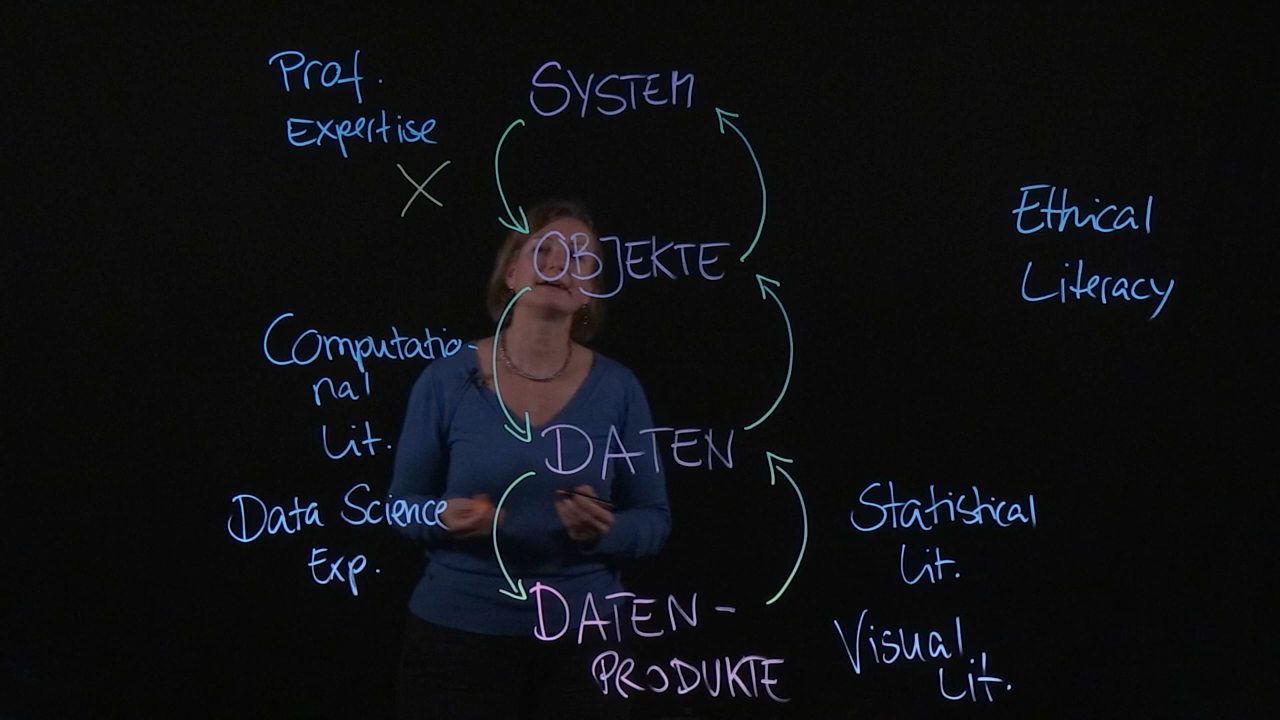 Prof.
Expertise
X
SYSTEM
OBJEKTE
Ethical
Literacy
Computatio-
nal
Lit.
DATEN
Data Science
Exp.
Statistical
Lit.
DATEN-
PRODUKTE
Visual
Lit.